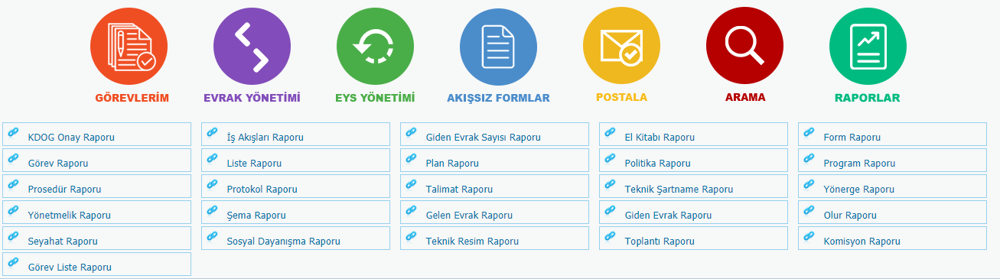 GÖREVLERİM
EVRAK YÖNETİMİ
EYS YÖNETİMİ
AKIŞSIZ FORMLAR
POSTALA
ARAMA
RAPORLAR
KDOG Onay Raporu
İş Akışları Raporu
Giden Evrak Sayısı Raporu
El Kitabı Raporu
Form Raporu
Görev Raporu
Liste Raporu
Plan Raporu
Politika Raporu
Program Raporu
Prosedür Raporu
Protokol Raporu
Talimat Raporu
Teknik Şartname Raporu
Yönerge Raporu
Yönetmelik Raporu
Şema Raporu
Gelen Evrak Raporu
Giden Evrak Raporu
Olur Raporu
Seyahat Raporu
Sosyal Dayanışma Raporu
Teknik Resim Raporu
Toplantı Raporu
Komisyon Raporu
Görev Liste Raporu